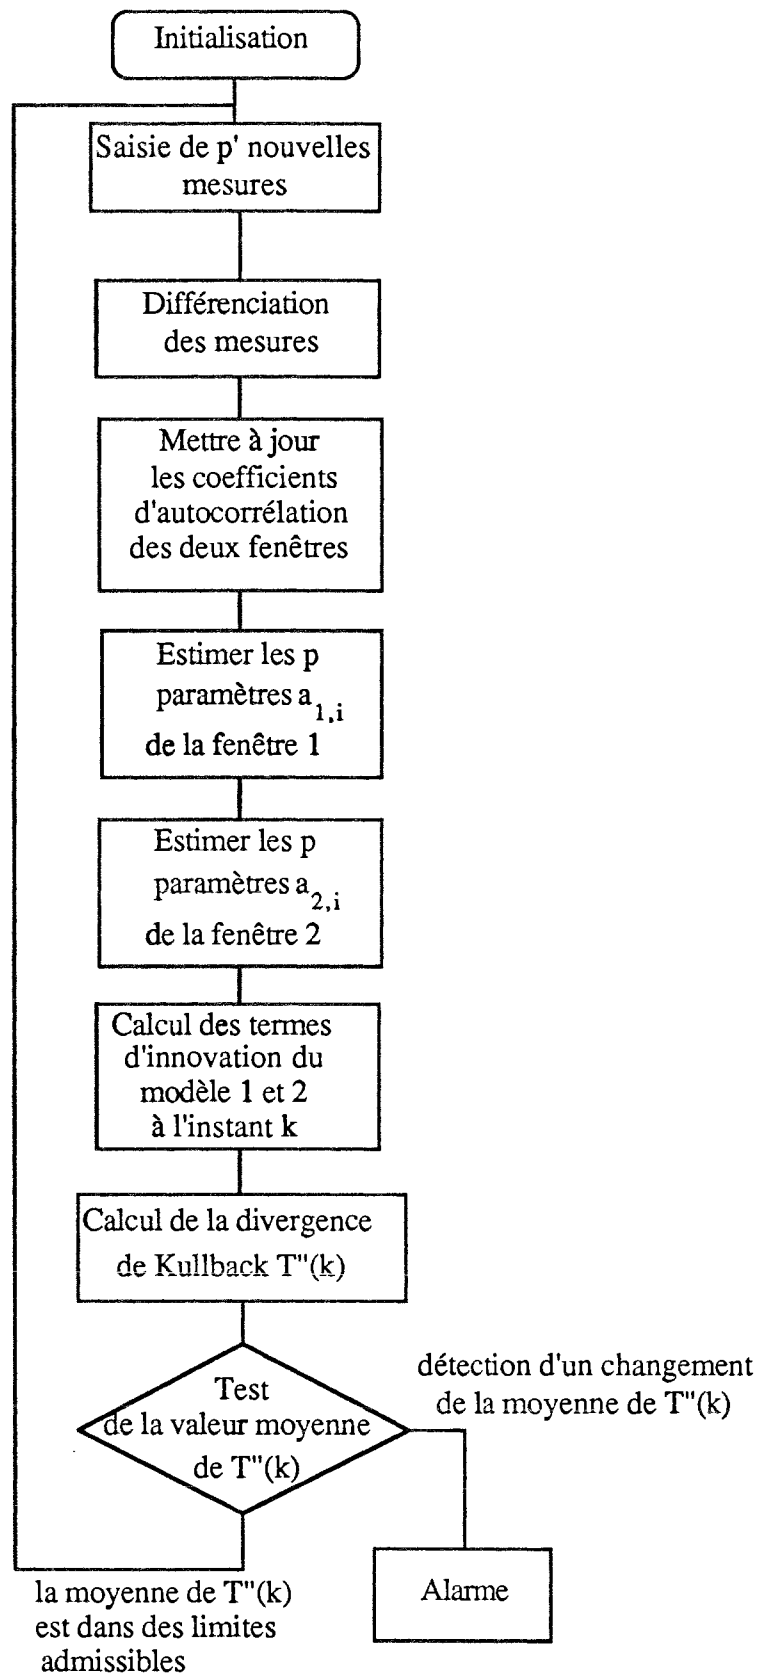 Initialisation
Saisie de p' nouvelles
mesures
Différenciation
des mesures
Mettre à jour
les coefficients
d'autocorrélation
des deux fenêtres
Estimer les p
paramètres a1,i
de la fenêtre 1
Estimer les p
paramètres a2,i
de la fenêtre 2
Calcul des termes
d'innovation du
modèle 1 et 2
à l'instant k
Calcul de la divergence
de Kullback T"(k)
détection d'un changement
de la moyenne de T"(k)
Test
de la valeur moyenne
de T"(k)
Alarme
la moyenne de T"(k)
est dans des limites
admissibles